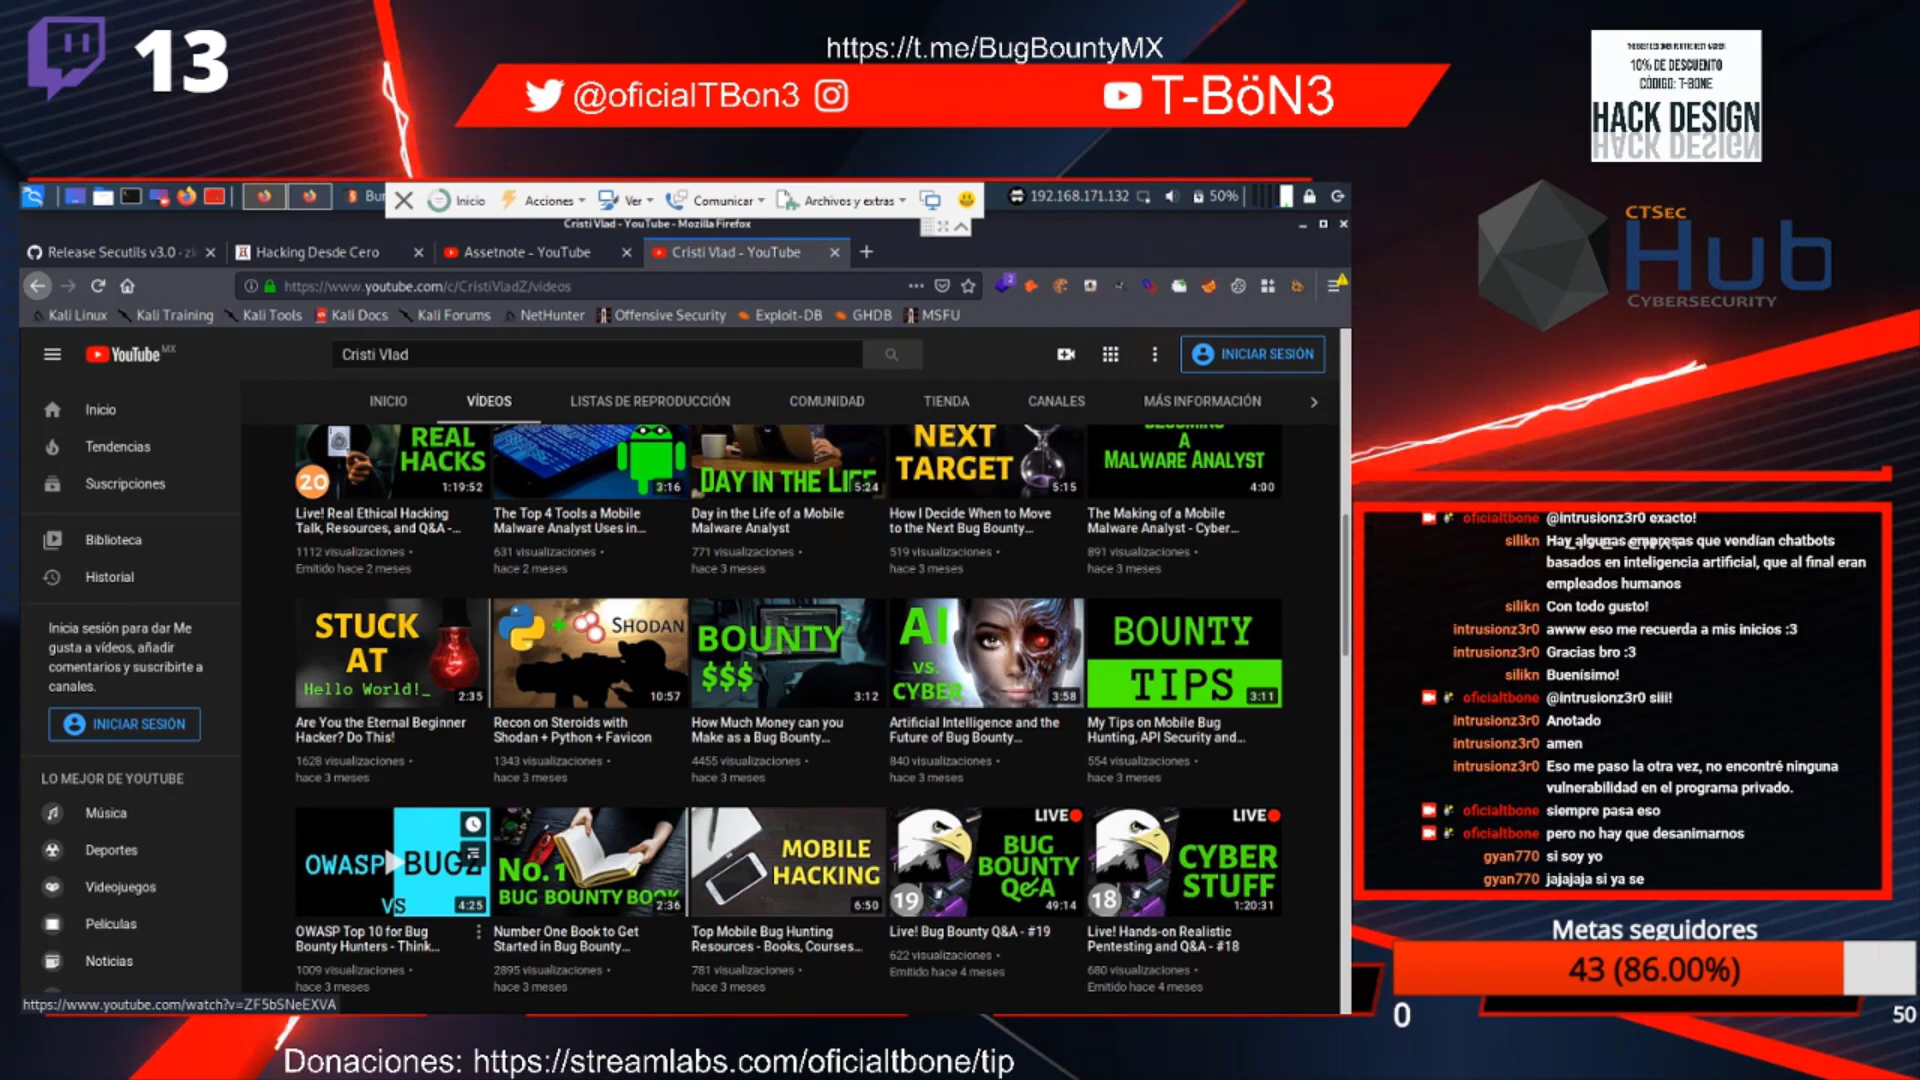 13
https://t.me/BugBountyMX
@oficialTBon3
T-BöN3
10% DE DESCUENTO
CÓDIGO: T-BONE
HACK DESIGN
CTSEC
Hub
CYBERSECURITY
Bur
Inicio
Acciones
Ver
Comunicar
Archivos y extras
192.168.171.132
50%
Cristi Vlad - YouTube - Mozilla Firefox
Release Secutils v3.0 · z
Hacking Desde Cero
Assetnote - YouTube
Cristi Vlad - YouTube
https://www.youtube.com/c/CristiVladZ/videos
2
Kali Linux
Kali Training
Kali Tools
Kali Docs
Kali Forums
NetHunter
Offensive Security
Exploit-DB
GHDB
MSFU
YouTube MX
Cristi Vlad
INICIAR SESIÓN
INICIO
VÍDEOS
LISTAS DE REPRODUCCIÓN
COMUNIDAD
TIENDA
CANALES
MÁS INFORMACIÓN
Inicio
Tendencias
Suscripciones
Biblioteca
Historial
Inicia sesión para dar Me
gusta a vídeos, añadir
comentarios y suscribirte a
canales.
INICIAR SESIÓN
LO MEJOR DE YOUTUBE
Música
Deportes
Videojuegos
Películas
Noticias
REAL
HACKS
20
1:19:52
Live! Real Ethical Hacking
Talk, Resources, and Q&A -...
1112 visualizaciones •
Emitido hace 2 meses
3:16
The Top 4 Tools a Mobile
Malware Analyst Uses in...
631 visualizaciones •
hace 2 meses
DAY IN THE LIFE
5:24
Day in the Life of a Mobile
Malware Analyst
771 visualizaciones •
hace 3 meses
NEXT
TARGET
5:15
How I Decide When to Move
to the Next Bug Bounty...
519 visualizaciones •
hace 3 meses
BECOMING
A
MALWARE ANALYST
4:00
The Making of a Mobile
Malware Analyst - Cyber...
891 visualizaciones •
hace 3 meses
STUCK
AT
Hello World!_
2:35
Are You the Eternal Beginner
Hacker? Do This!
1628 visualizaciones •
hace 3 meses
+ SHODAN
10:57
Recon on Steroids with
Shodan + Python + Favicon
1343 visualizaciones •
hace 3 meses
BOUNTY
$$$
3:12
How Much Money can you
Make as a Bug Bounty...
4455 visualizaciones •
hace 3 meses
AI
VS.
CYBER
3:58
Artificial Intelligence and the
Future of Bug Bounty...
840 visualizaciones •
hace 3 meses
BOUNTY
TIPS
3:11
My Tips on Mobile Bug
Hunting, API Security and...
554 visualizaciones •
hace 3 meses
OWASP BUGZ
VS
4:25
OWASP Top 10 for Bug
Bounty Hunters - Think...
1009 visualizaciones •
hace 3 meses
No.1
BUG BOUNTY BOOK
2:36
Number One Book to Get
Started in Bug Bounty...
2895 visualizaciones •
hace 3 meses
MOBILE
HACKING
6:50
Top Mobile Bug Hunting
Resources - Books, Courses...
781 visualizaciones •
hace 3 meses
LIVE
BUG
BOUNTY
Q&A
19
49:14
Live! Bug Bounty Q&A - #19
622 visualizaciones •
Emitido hace 4 meses
LIVE
CYBER
STUFF
18
1:20:31
Live! Hands-on Realistic
Pentesting and Q&A - #18
680 visualizaciones •
Emitido hace 4 meses
https://www.youtube.com/watch?v=ZF5bSNeEXVA
oficialtbone @intrusionz3r0 exacto!
silikn Hay algunas empresas que vendían chatbots
basados en inteligencia artificial, que al final eran
empleados humanos
silikn Con todo gusto!
intrusionz3r0 awww eso me recuerda a mis inicios :3
intrusionz3r0 Gracias bro :3
silikn Buenísimo!
oficialtbone @intrusionz3r0 siii!
intrusionz3r0 Anotado
intrusionz3r0 amen
intrusionz3r0 Eso me paso la otra vez, no encontré ninguna
vulnerabilidad en el programa privado.
oficialtbone siempre pasa eso
oficialtbone pero no hay que desanimarnos
gyan770 si soy yo
gyan770 jajajaja si ya se
Metas seguidores
43 (86.00%)
0
50
Donaciones: https://streamlabs.com/oficialtbone/tip